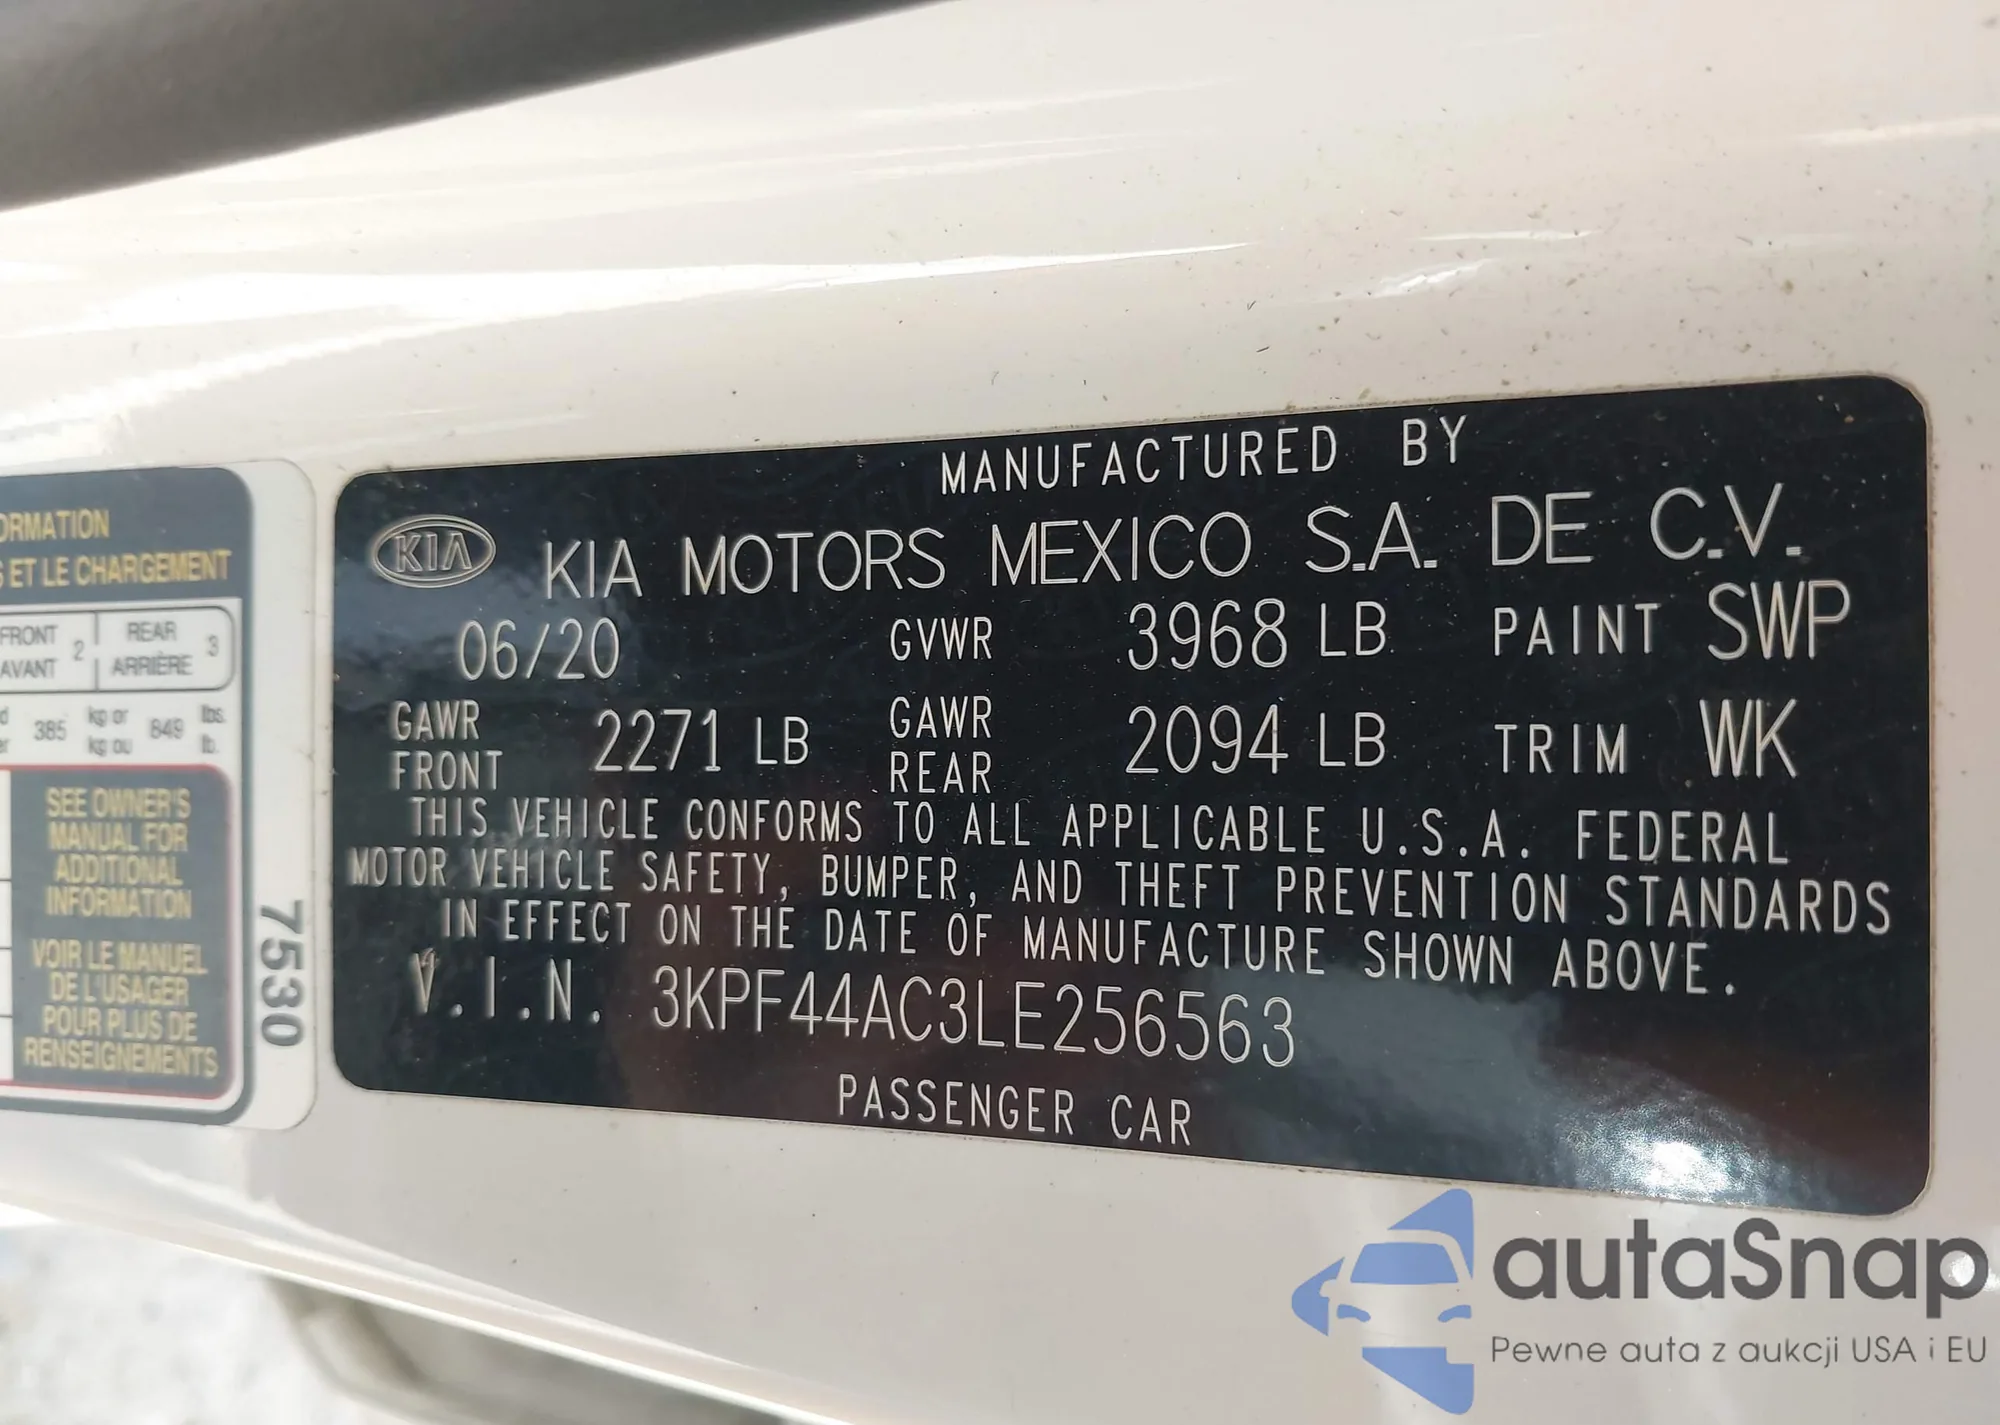 ORMATION
S ET LE CHARGEMENT
FRONT 2 REAR 3
AVANT ARRIÈRE
385 kg or 849 lbs.
kg ou lb.
SEE OWNER'S
MANUAL FOR
ADDITIONAL
INFORMATION
VOIR LE MANUEL
DE L'USAGER
POUR PLUS DE
RENSEIGNEMENTS
7530
MANUFACTURED BY
KIA KIA MOTORS MEXICO S.A. DE C.V.
06/20 GVWR 3968 LB PAINT SWP
GAWR FRONT 2271 LB GAWR REAR 2094 LB TRIM WK
THIS VEHICLE CONFORMS TO ALL APPLICABLE U.S.A. FEDERAL
MOTOR VEHICLE SAFETY, BUMPER, AND THEFT PREVENTION STANDARDS
IN EFFECT ON THE DATE OF MANUFACTURE SHOWN ABOVE.
V.I.N. 3KPF44AC3LE256563
PASSENGER CAR
autaSnap
Pewne auta z aukcji USA i EU